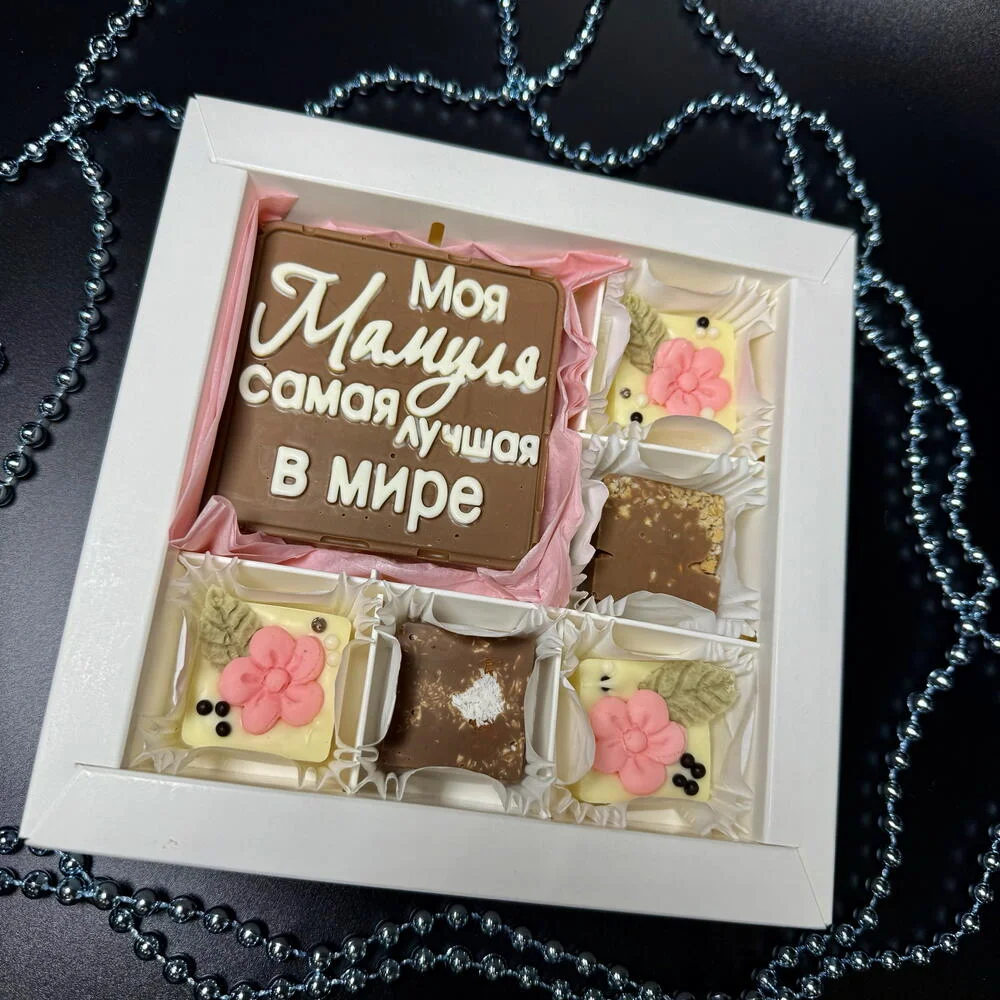 Моя
Мамуля
самая
лучшая
в мире